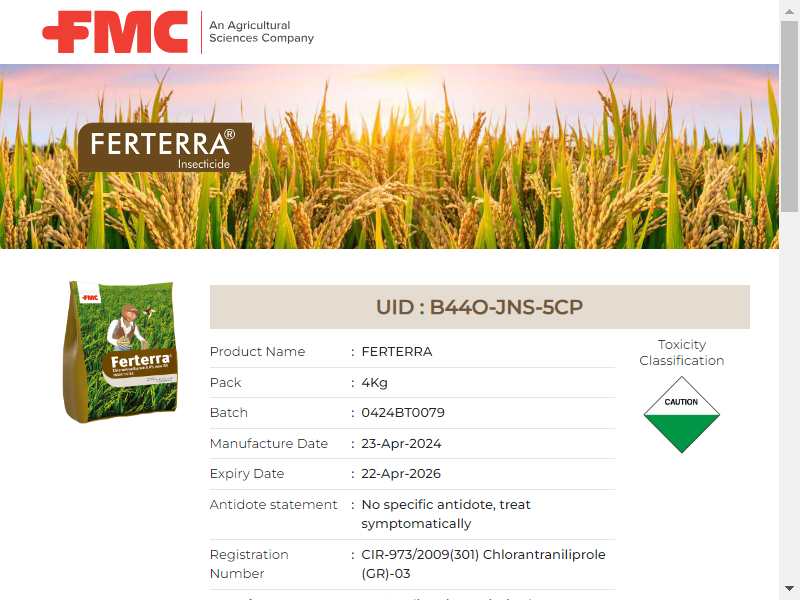 FMC
An Agricultural
Sciences Company
FERTERRA®
Insecticide
FMC
Ferterra®
UID : B44O-JNS-5CP
Product Name : FERTERRA
Pack : 4Kg
Batch : 0424BT0079
Manufacture Date : 23-Apr-2024
Expiry Date : 22-Apr-2026
Antidote statement : No specific antidote, treat
symptomatically
Registration
Number : CIR-973/2009(301) Chlorantraniliprole
(GR)-03
Toxicity
Classification
CAUTION